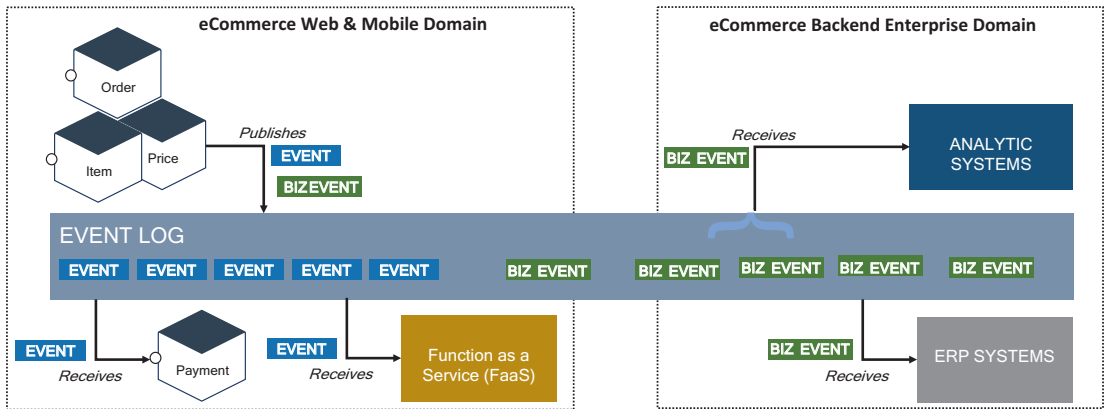 eCommerce Web & Mobile Domain
Order
Item
Price
Publishes
EVENT
BIZ EVENT
eCommerce Backend Enterprise Domain
Receives
BIZ EVENT
ANALYTIC
SYSTEMS
EVENT LOG
EVENT EVENT EVENT EVENT EVENT BIZ EVENT BIZ EVENT BIZ EVENT BIZ EVENT BIZ EVENT
EVENT
Receives
Payment
EVENT
Receives
Function as a
Service (FaaS)
BIZ EVENT
Receives
ERP SYSTEMS